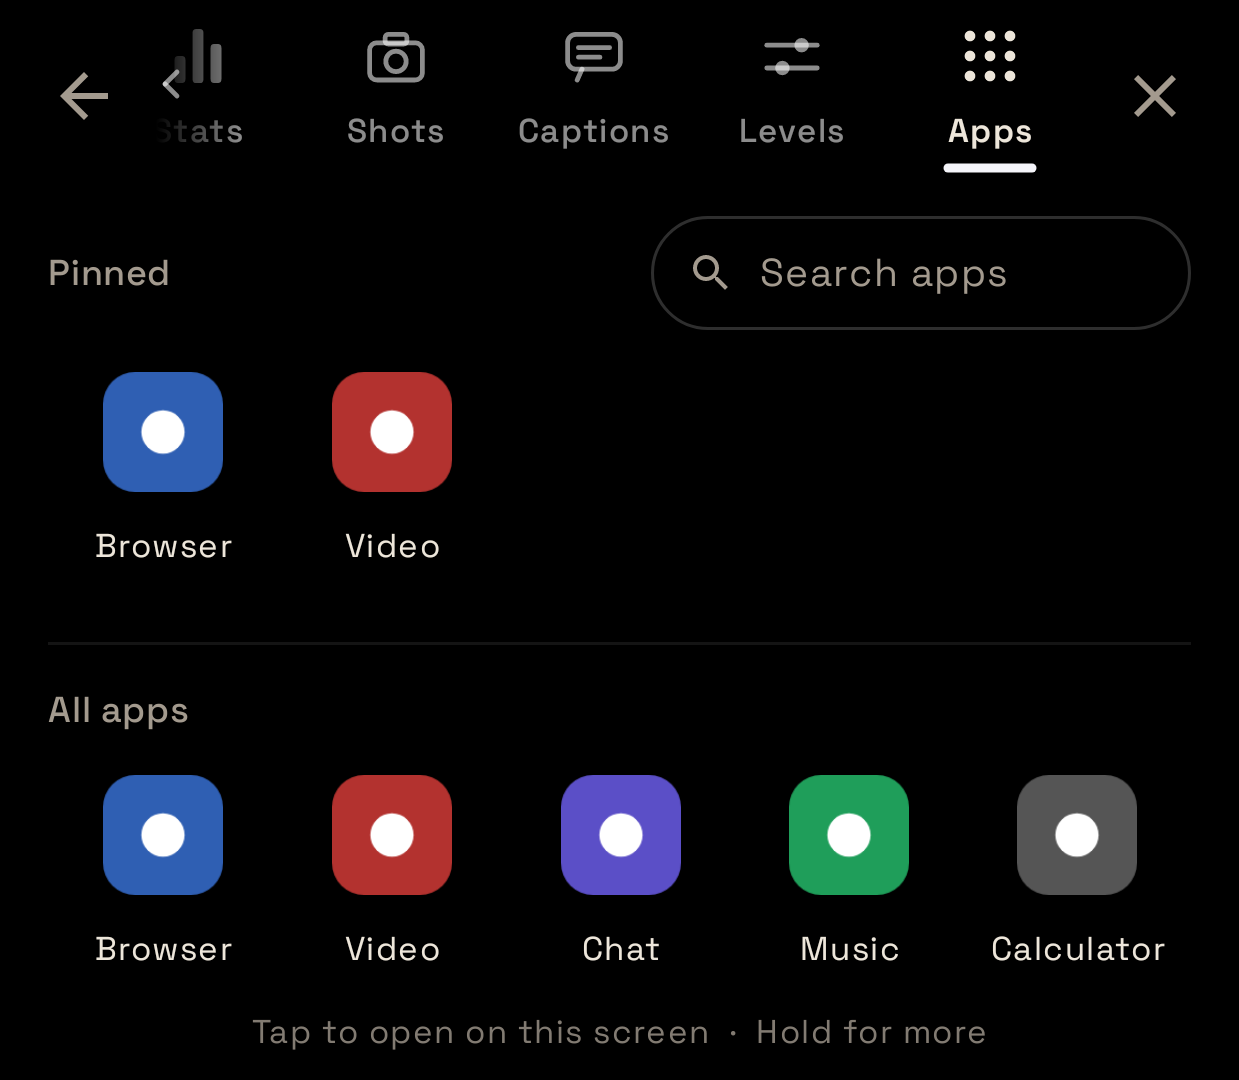 Stats
Shots
Captions
Levels
Apps
Pinned
Search apps
Browser
Video
All apps
Browser
Video
Chat
Music
Calculator
Tap to open on this screen · Hold for more